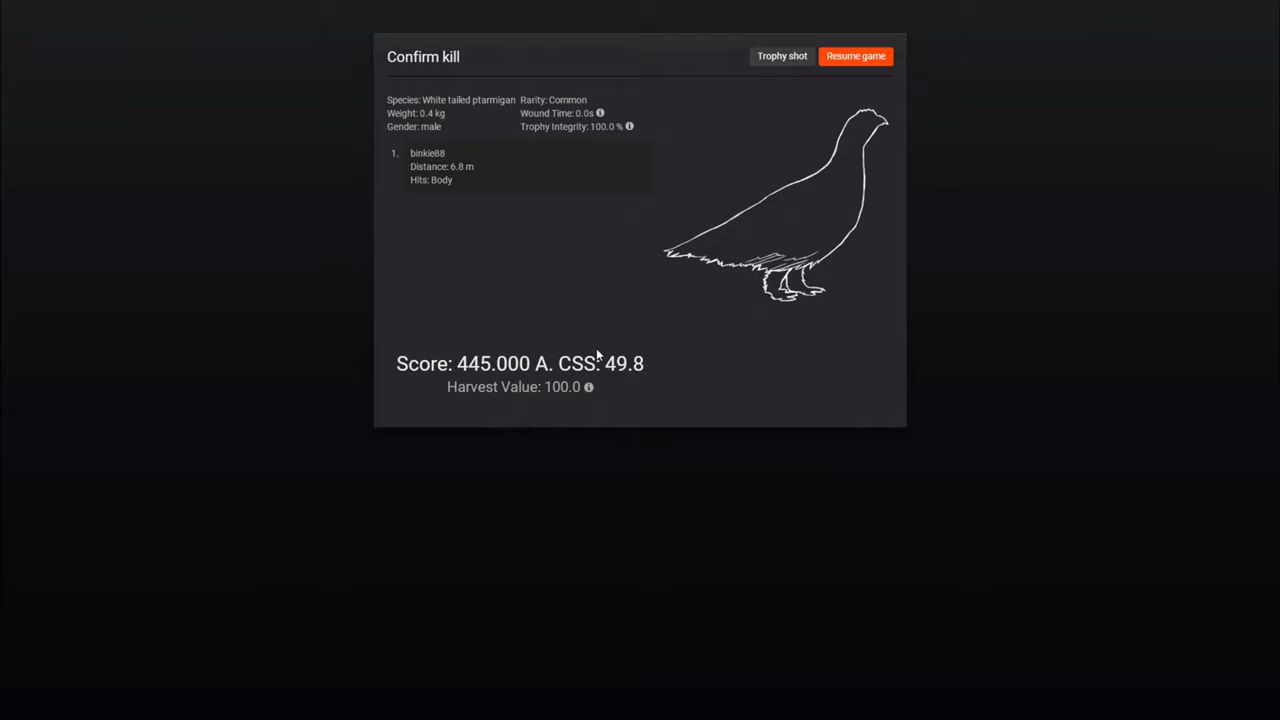 Confirm kill
Trophy shot
Resume game
Species: White tailed ptarmigan
Rarity: Common
Weight: 0.4 kg
Wound Time: 0.0s
Gender: male
Trophy Integrity: 100.0 %
1. binkie88
Distance: 6.8 m
Hits: Body
Score: 445.000 A. CSS: 49.8
Harvest Value: 100.0